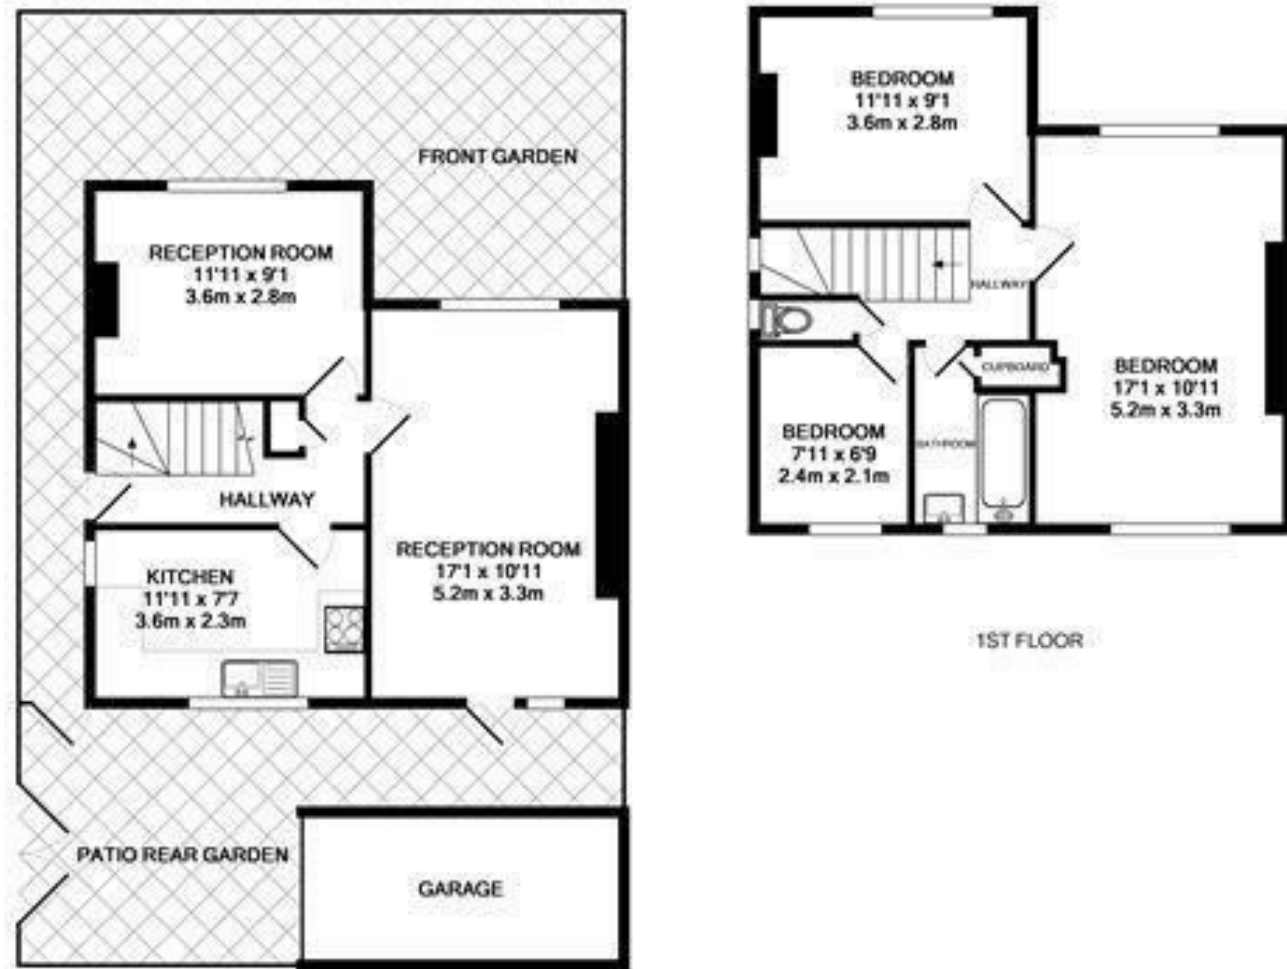 FRONT GARDEN
RECEPTION ROOM
11'11 x 9'1
3.6m x 2.8m
HALLWAY
RECEPTION ROOM
17'1 x 10'11
5.2m x 3.3m
KITCHEN
11'11 x 7'7
3.6m x 2.3m
PATIO REAR GARDEN
GARAGE
BEDROOM
11'11 x 9'1
3.6m x 2.8m
HALLWAY
CUPBOARD
BEDROOM
17'1 x 10'11
5.2m x 3.3m
BEDROOM
7'11 x 6'9
2.4m x 2.1m
BATHROOM
1ST FLOOR